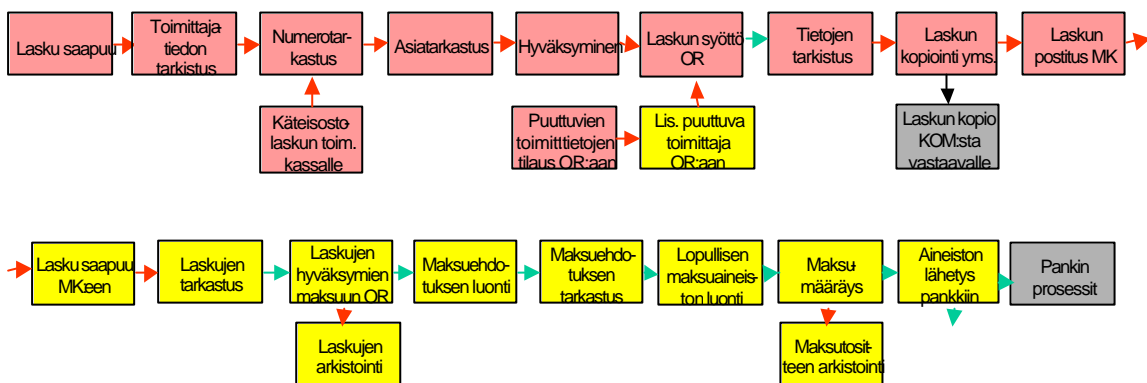 Lasku saapuu
Toimittaja-
tiedon
tarkistus
Numerotar-
kastus
Asiatarkastus
Hyväksyminen
Laskun syöttö
OR
Tietojen
tarkistus
Laskun
kopiointi yms.
Laskun
postitus MK
Käteisosto-
laskun toim.
kassalle
Puuttuvien
toimitttietojen
tilaus OR:aan
Lis. puuttuva
toimittaja
OR:aan
Laskun kopio
KOM:sta
vastaavalle
Lasku saapuu
MK:een
Laskujen
tarkastus
Laskujen
hyväksymien
maksuun OR
Maksuehdo-
tuksen luonti
Maksuehdo-
tuksen
tarkastus
Lopullisen
maksuaineis-
ton luonti
Maksu-
määräys
Aineiston
lähetys
pankkiin
Pankin
prosessit
Laskujen
arkistointi
Maksutosit-
teen arkistointi